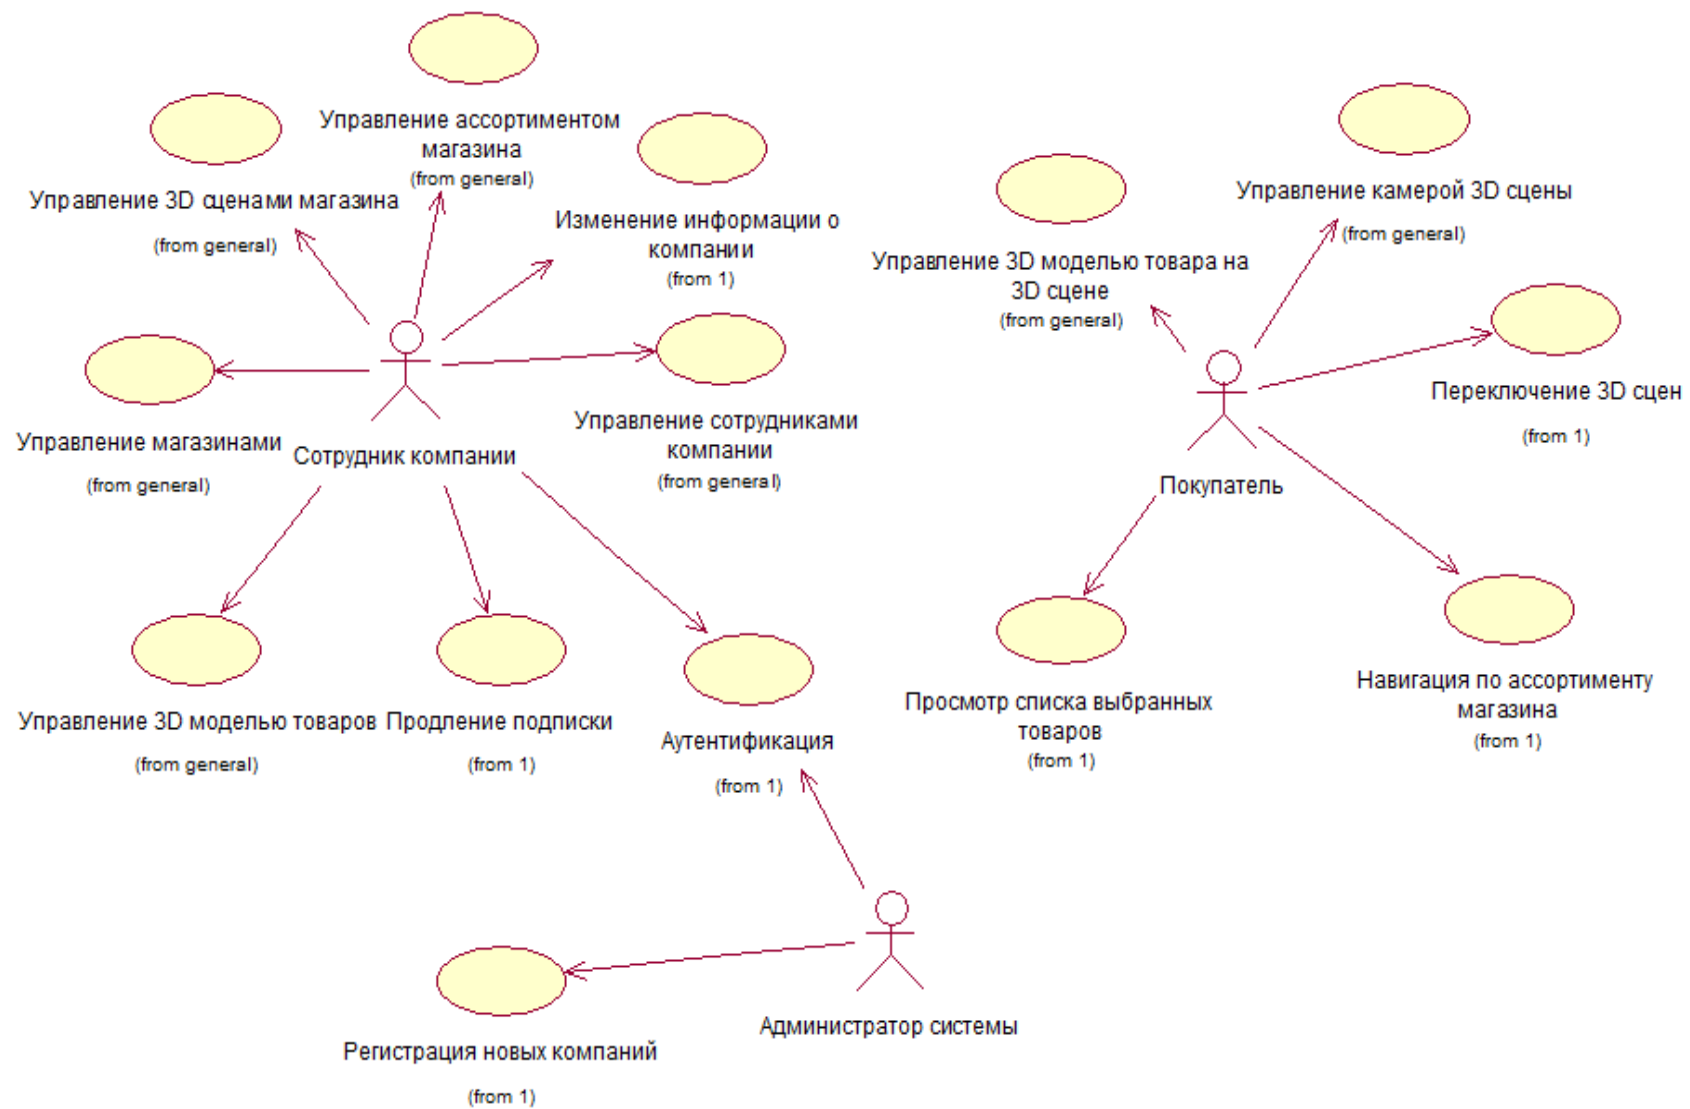 Управление ассортиментом
магазина
(from general)
Управление 3D сценами магазина
(from general)
Изменение информации о
компании
(from 1)
Управление камерой 3D сцены
(from general)
Управление 3D моделью товара на
3D сцене
(from general)
Переключение 3D сцен
(from 1)
Управление магазинами
(from general)
Сотрудник компании
Управление сотрудниками
компании
(from general)
Покупатель
Управление 3D моделью товаров
(from general)
Продление подписки
(from 1)
Аутентификация
(from 1)
Просмотр списка выбранных
товаров
(from 1)
Навигация по ассортименту
магазина
(from 1)
Администратор системы
Регистрация новых компаний
(from 1)